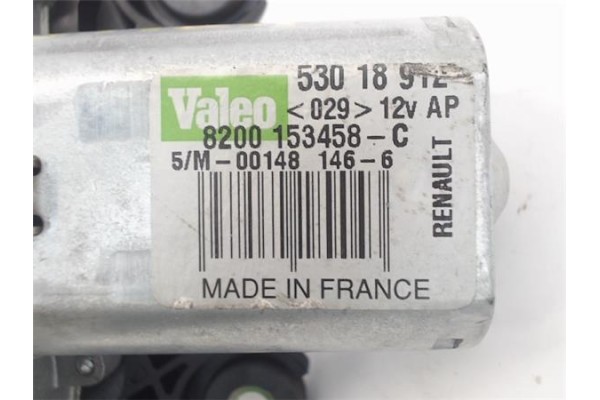 Valeo 530 18 912
<029> 12v AP
8200 153458-C
5/M-00148 146-6
RENAULT
MADE IN FRANCE